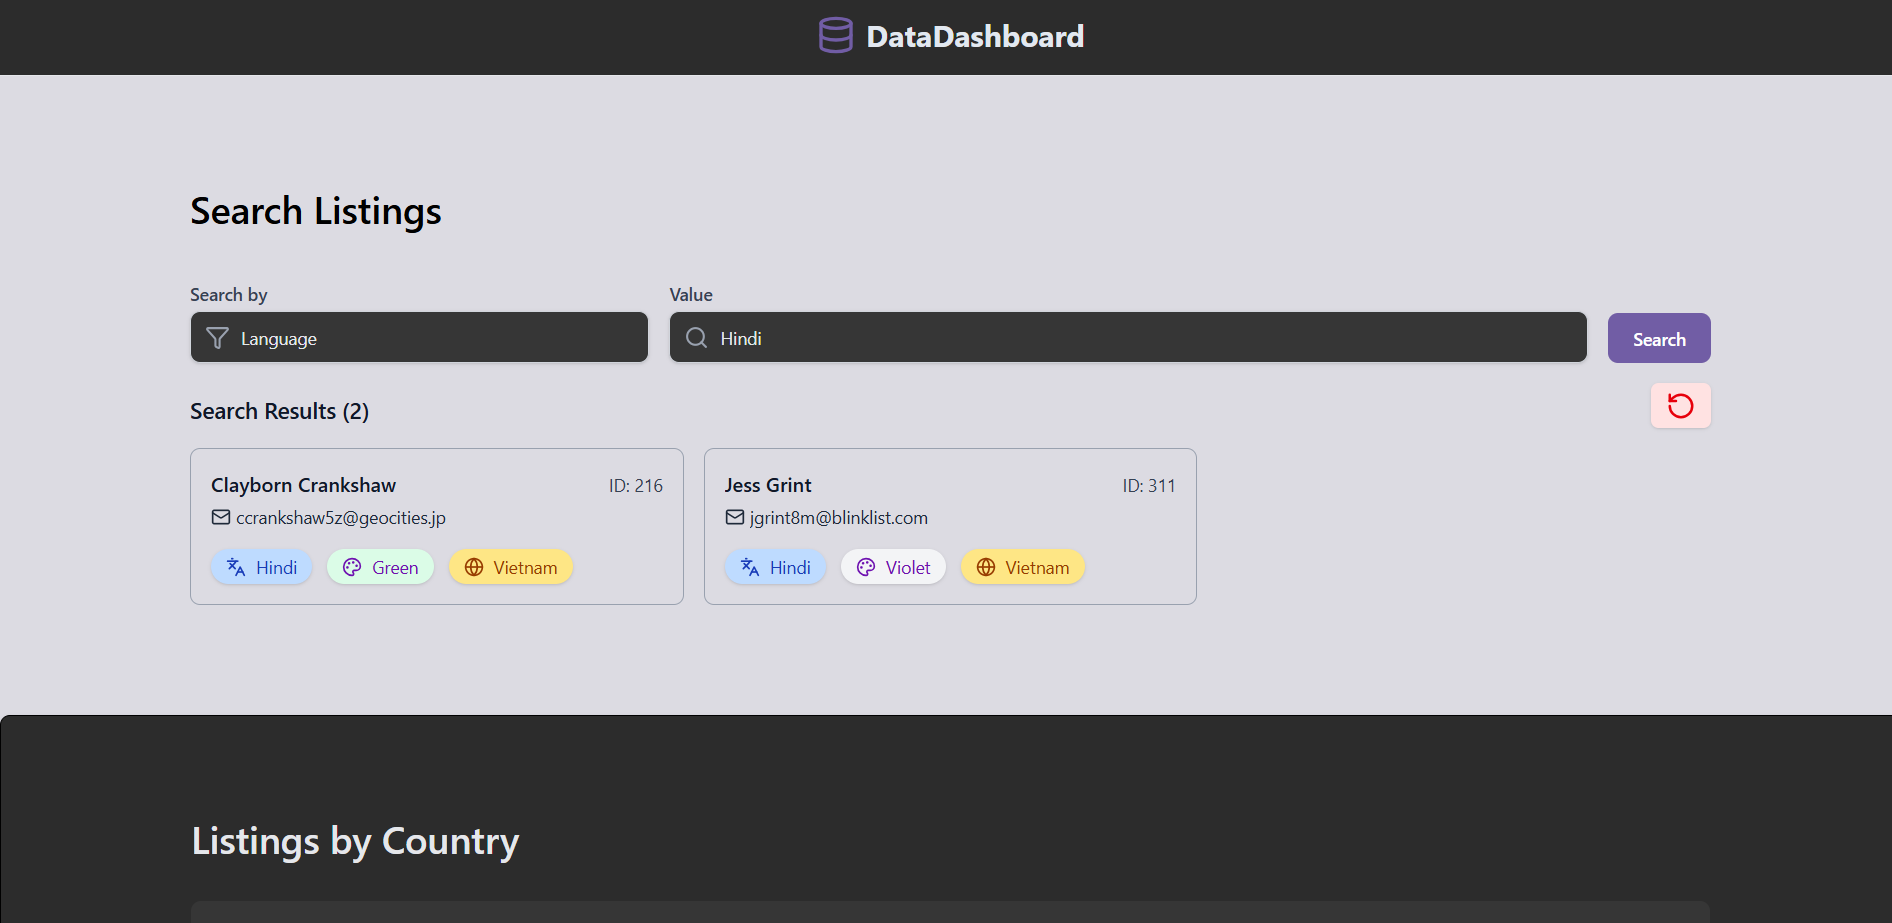 DataDashboard
Search Listings
Search by
Value
Language
Hindi
Search
Search Results (2)
Clayborn Crankshaw
ID: 216
ccrankshaw5z@geocities.jp
Hindi
Green
Vietnam
Jess Grint
ID: 311
jgrint8m@blinklist.com
Hindi
Violet
Vietnam
Listings by Country